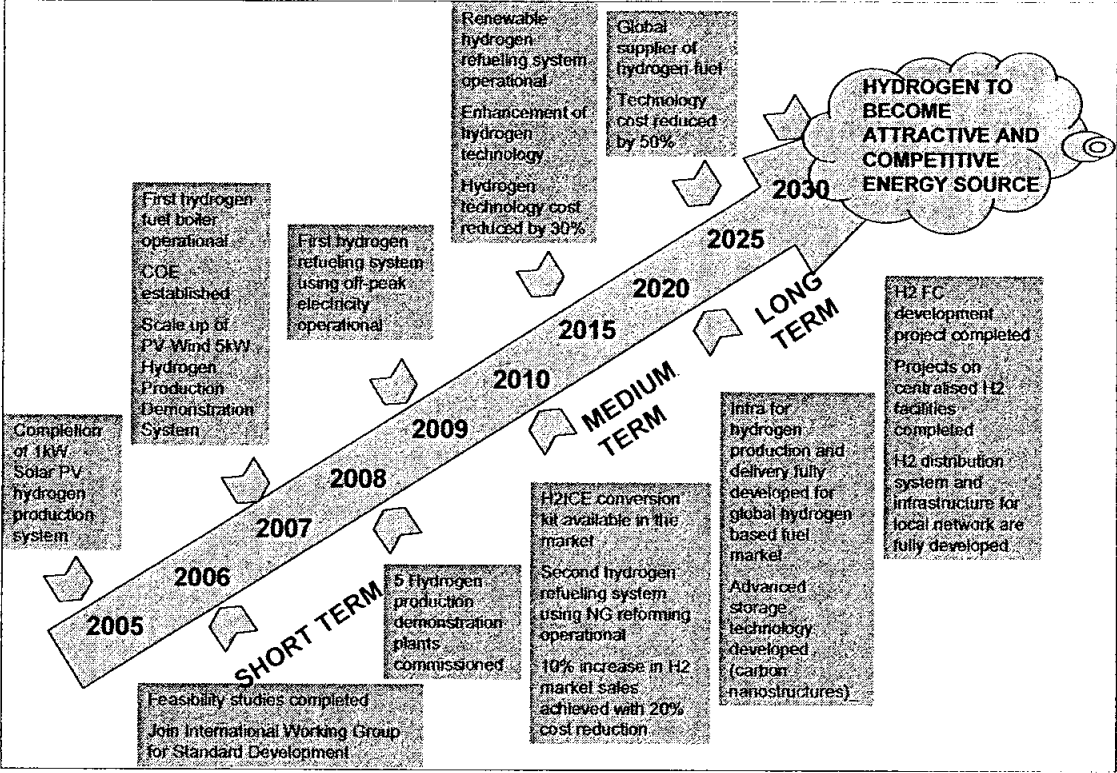 Renewable
hydrogen
refueling system
operational
Enhancement of
hydrogen
technology
Hydrogen
technology cost
reduced by 30%
Global
supplier of
hydrogen fuel
Technology
cost reduced
by 50%
HYDROGEN TO
BECOME
ATTRACTIVE AND
COMPETITIVE
ENERGY SOURCE
First hydrogen
fuel boiler
operational
COE
established
Scale up of
PV-Wind 5kW
Hydrogen
Production
Demonstration
System
First hydrogen
refueling system
using off-peak
electricity
operational
Completion
of 1kW
Solar PV
hydrogen
production
system
2005
2006
2007
2008
2009
2010
2015
2020
2025
2030
SHORT TERM
MEDIUM
TERM
LONG
TERM
Feasibility studies completed
Join International Working Group
for Standard Development
5 Hydrogen
production
demonstration
plants
commissioned
H2ICE conversion
kit available in the
market
Second hydrogen
refueling system
using NG reforming
operational
10% increase in H2
market sales
achieved with 20%
cost reduction
Infra for
hydrogen
production and
delivery fully
developed for
global hydrogen
based fuel
market
Advanced
storage
technology
developed
(carbon
nanostructures)
H2 FC
development
project completed
Projects on
centralised H2
facilities
completed
H2 distribution
system and
infrastructure for
local network are
fully developed